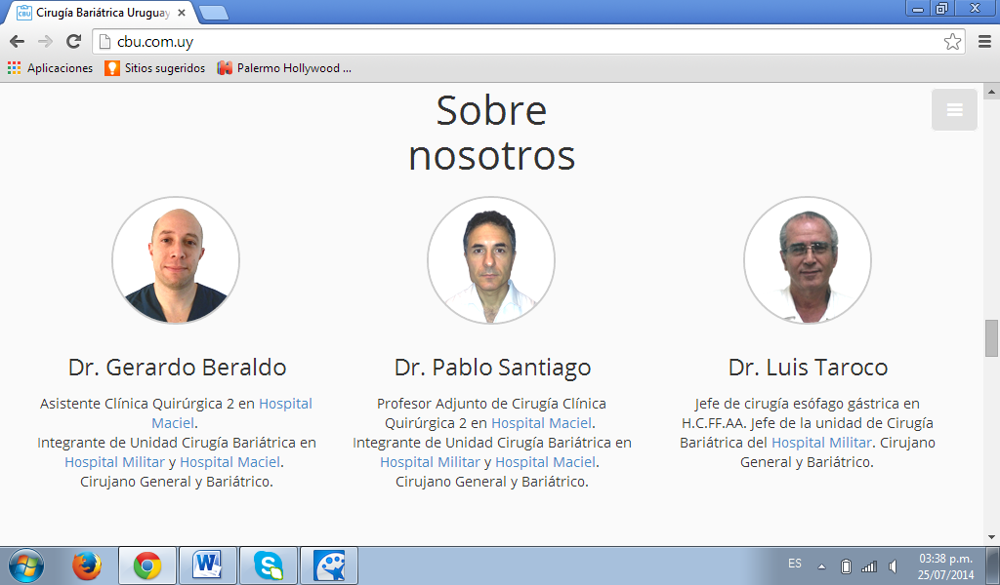 Cirugía Bariátrica Uruguay
cbu.com.uy
Aplicaciones
Sitios sugeridos
Palermo Hollywood ...
Sobre
nosotros
Dr. Gerardo Beraldo
Asistente Clínica Quirúrgica 2 en Hospital
Maciel.
Integrante de Unidad Cirugía Bariátrica en
Hospital Militar y Hospital Maciel.
Cirujano General y Bariátrico.
Dr. Pablo Santiago
Profesor Adjunto de Cirugía Clínica
Quirúrgica 2 en Hospital Maciel.
Integrante de Unidad Cirugía Bariátrica en
Hospital Militar y Hospital Maciel.
Cirujano General y Bariátrico.
Dr. Luis Taroco
Jefe de cirugía esófago gástrica en
H.C.FF.AA. Jefe de la unidad de Cirugía
Bariátrica del Hospital Militar. Cirujano
General y Bariátrico.
ES
03:38 p.m.
25/07/2014